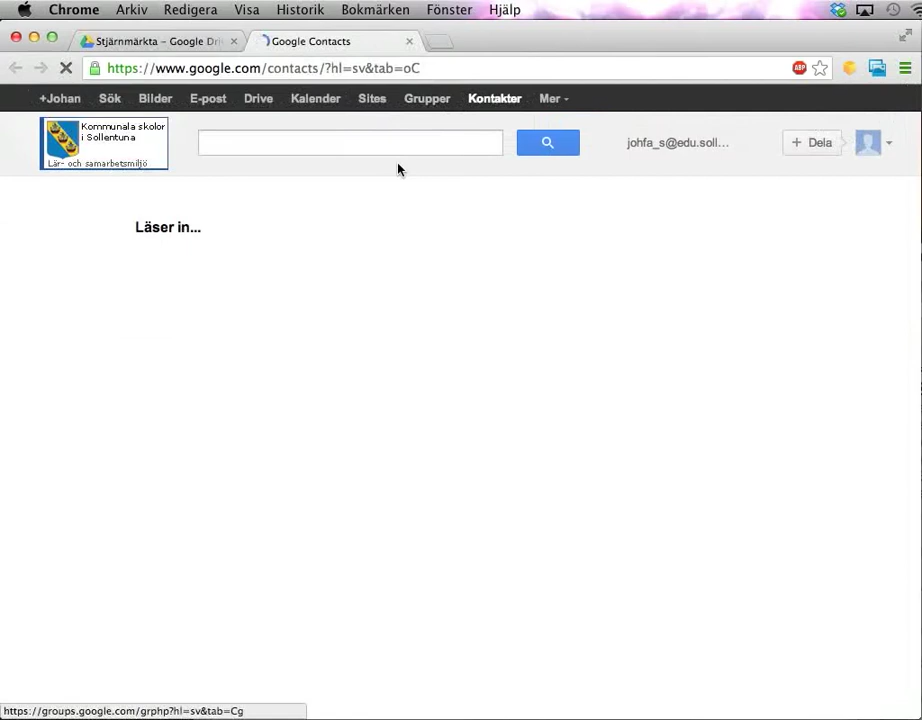 Chrome Arkiv Redigera Visa Historik Bokmärken Fönster Hjälp
Stjärnmärkta – Google Dri
Google Contacts
https://www.google.com/contacts/?hl=sv&tab=oC
ABP
+Johan Sök Bilder E-post Drive Kalender Sites Grupper Kontakter Mer
Kommunala skolor
i Sollentuna
Lär- och samarbetsmiljö
johfa_s@edu.soll...
+ Dela
Läser in...
https://groups.google.com/grphp?hl=sv&tab=Cg